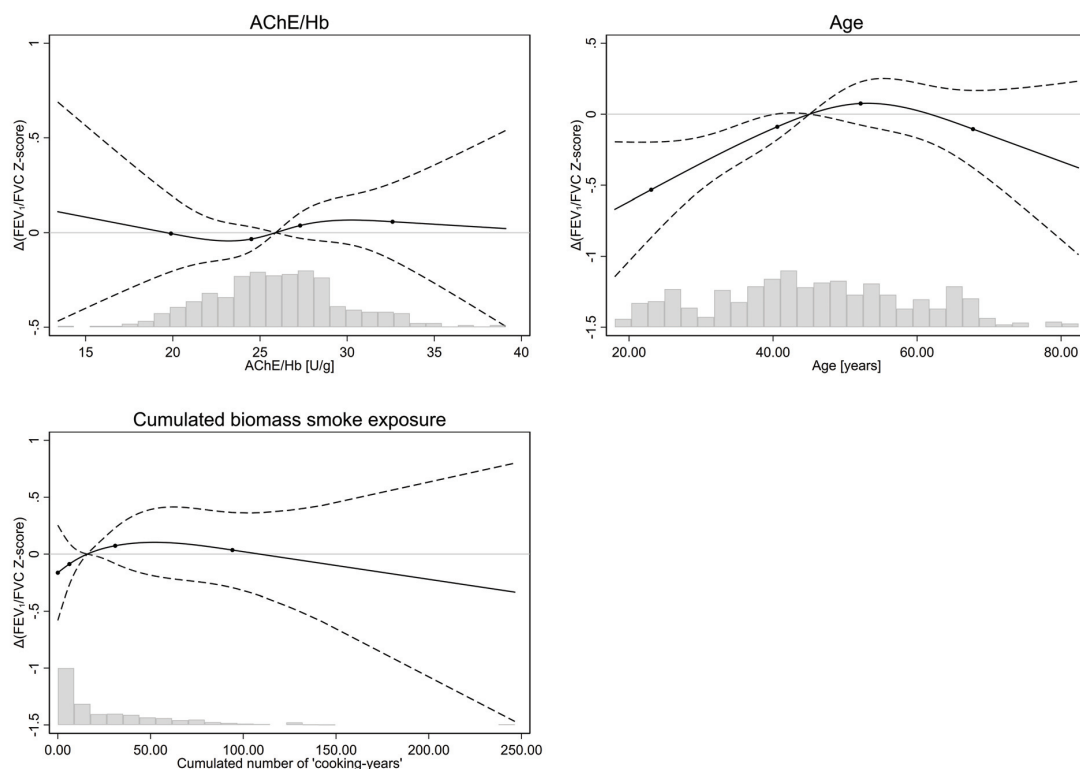 AChE/Hb
1
.5
0
-.5
Δ(FEV₁/FVC Z-score)
15 20 25 30 35 40
AChE/Hb [U/g]
Age
.5
0
-.5
-1
-1.5
Δ(FEV₁/FVC Z-score)
20.00 40.00 60.00 80.00
Age [years]
Cumulated biomass smoke exposure
1
.5
0
-.5
-1
-1.5
Δ(FEV₁/FVC Z-score)
0.00 50.00 100.00 150.00 200.00 250.00
Cumulated number of 'cooking-years'